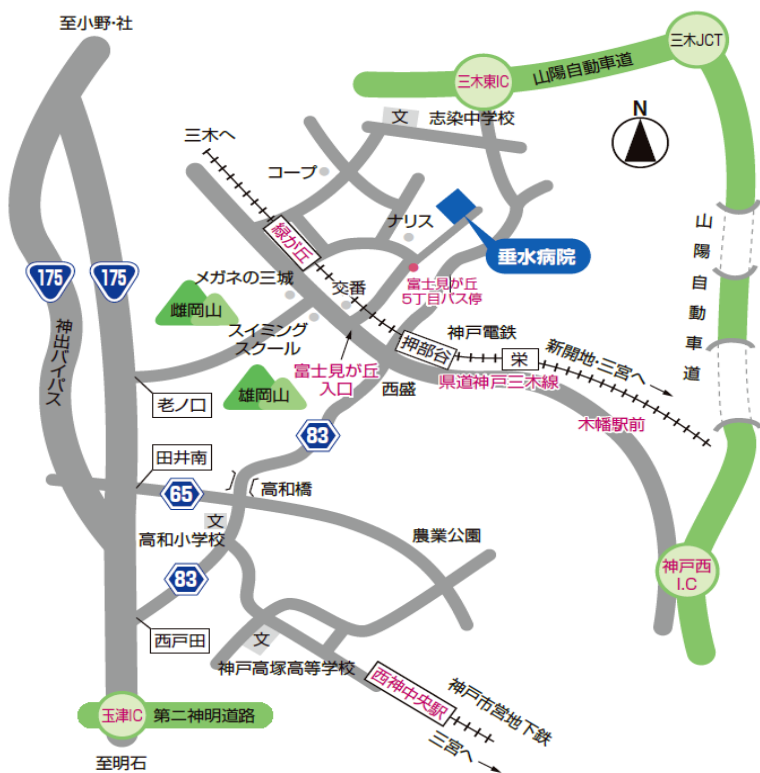 至小野・社
三木JCT
三木東IC
山陽自動車道
文
志染中学校
N
三木へ
コープ
ナリス
緑が丘
垂水病院
山陽自動車道
175
175
メガネの三城
交番
富士見が丘
5丁目バス停
雌岡山
神出バイパス
スイミング
スクール
神戸電鉄
押部谷
栄
新開地・三宮へ
富士見が丘
入口
西盛
県道神戸三木線
雄岡山
老ノ口
木幡駅前
83
田井南
65
高和橋
文
高和小学校
農業公園
神戸西
I.C
83
西戸田
文
神戸高塚高等学校
西神中央駅
神戸市営地下鉄
玉津IC
第二神明道路
三宮へ
至明石